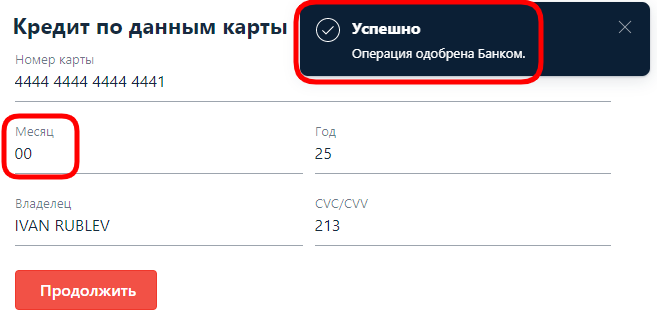 Кредит по данным карты
Успешно
Операция одобрена Банком.
Номер карты
4444 4444 4444 4441
Месяц
00
Год
25
Владелец
IVAN RUBLEV
CVC/CVV
213
Продолжить